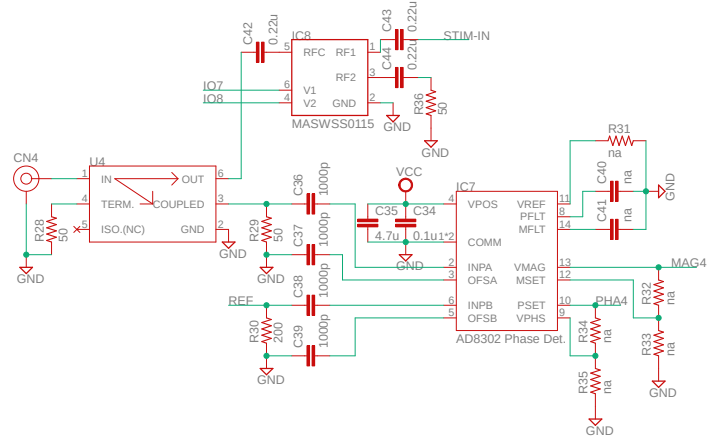 C42
0.22u
IC8
5
RFC
RF1
1
C43
0.22u
STIM-IN
RF2
3
C44
0.22u
R36
50
GND
IO7
6
V1
IO8
4
V2
GND
2
GND
MASWSS0115
CN4
U4
1
IN
OUT
6
4
TERM.
COUPLED
3
5
ISO.(NC)
GND
2
GND
R28
50
GND
C36
1000p
R29
50
GND
C37
1000p
C38
1000p
REF
R30
200
GND
C39
1000p
VCC
C35
4.7u
C34
0.1u
GND
IC7
4
VPOS
1*2
COMM
2
INPA
3
OFSA
6
INPB
5
OFSB
VREF
11
PFLT
8
MFLT
14
VMAG
13
MSET
12
PSET
10
VPHS
9
AD8302 Phase Det.
R31
na
C40
na
C41
na
GND
MAG4
R32
na
R33
na
GND
PHA4
R34
na
R35
na
GND